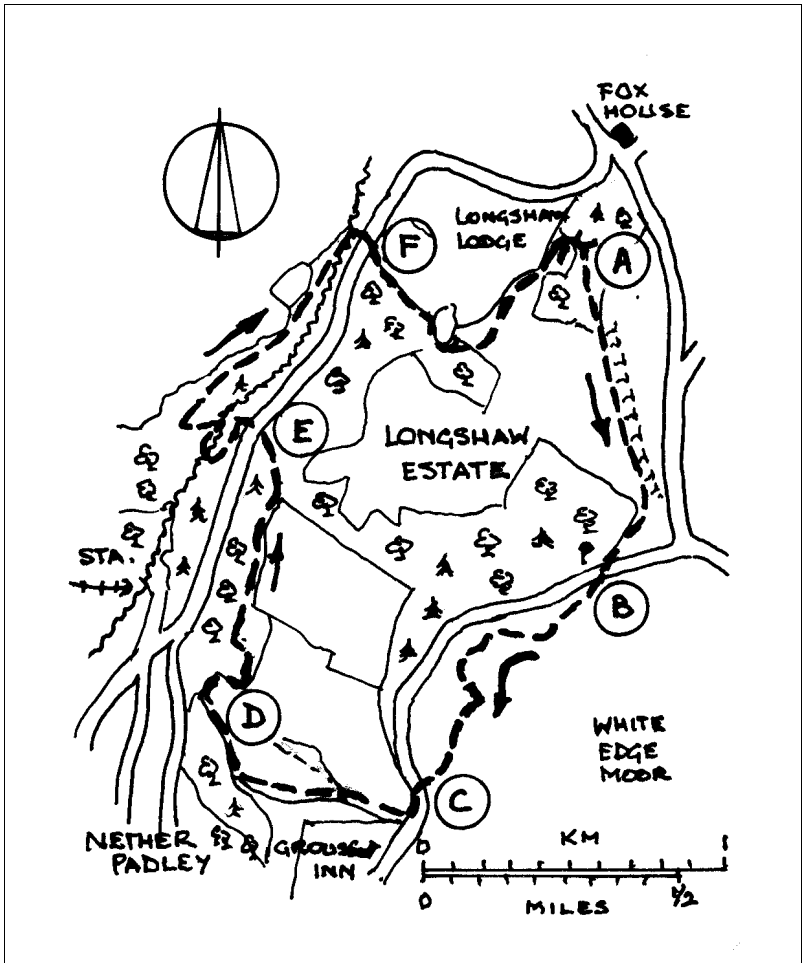 FOX
HOUSE
LONGSHAW
LODGE
F
A
E
LONGSHAW
ESTATE
STA.
B
D
WHITE
EDGE
MOOR
C
NETHER
PADLEY
GROUSE
INN
0
KM
1
0
MILES
1/2